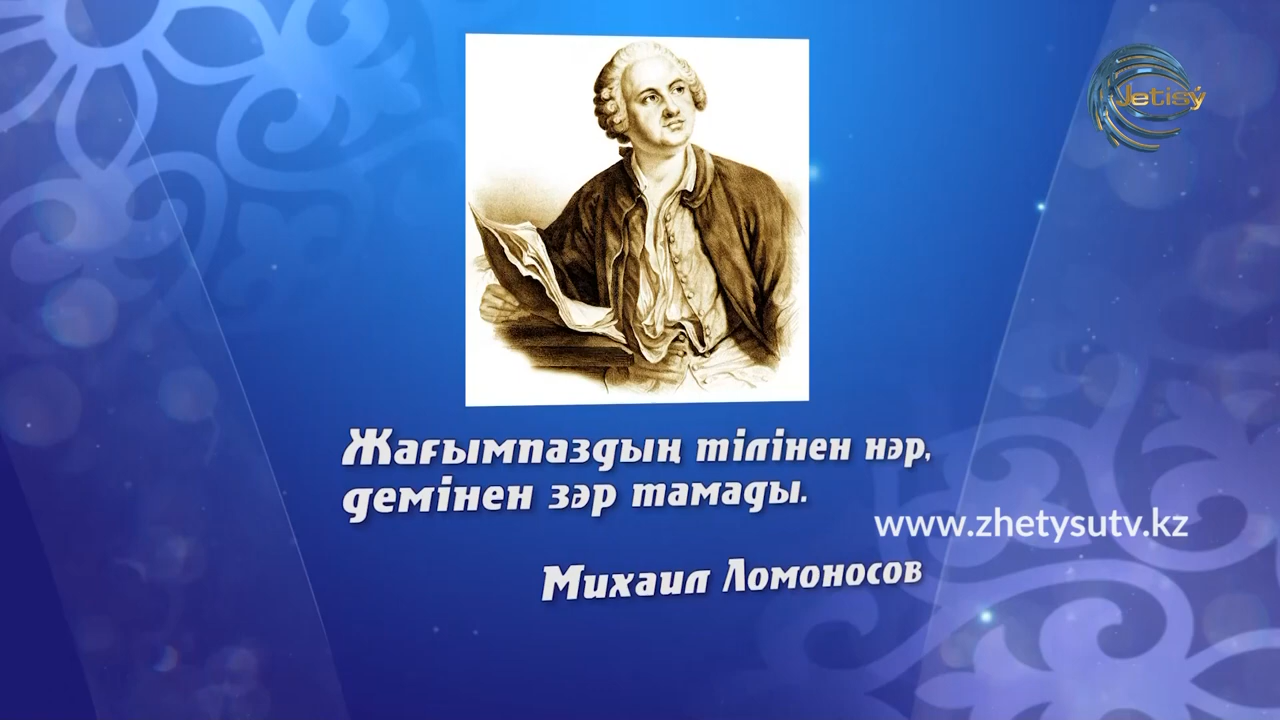 Jetisý
Жағымпаздың тілінен нәр,
демінен зәр тамады.
www.zhetysutv.kz
Михаил Ломоносов